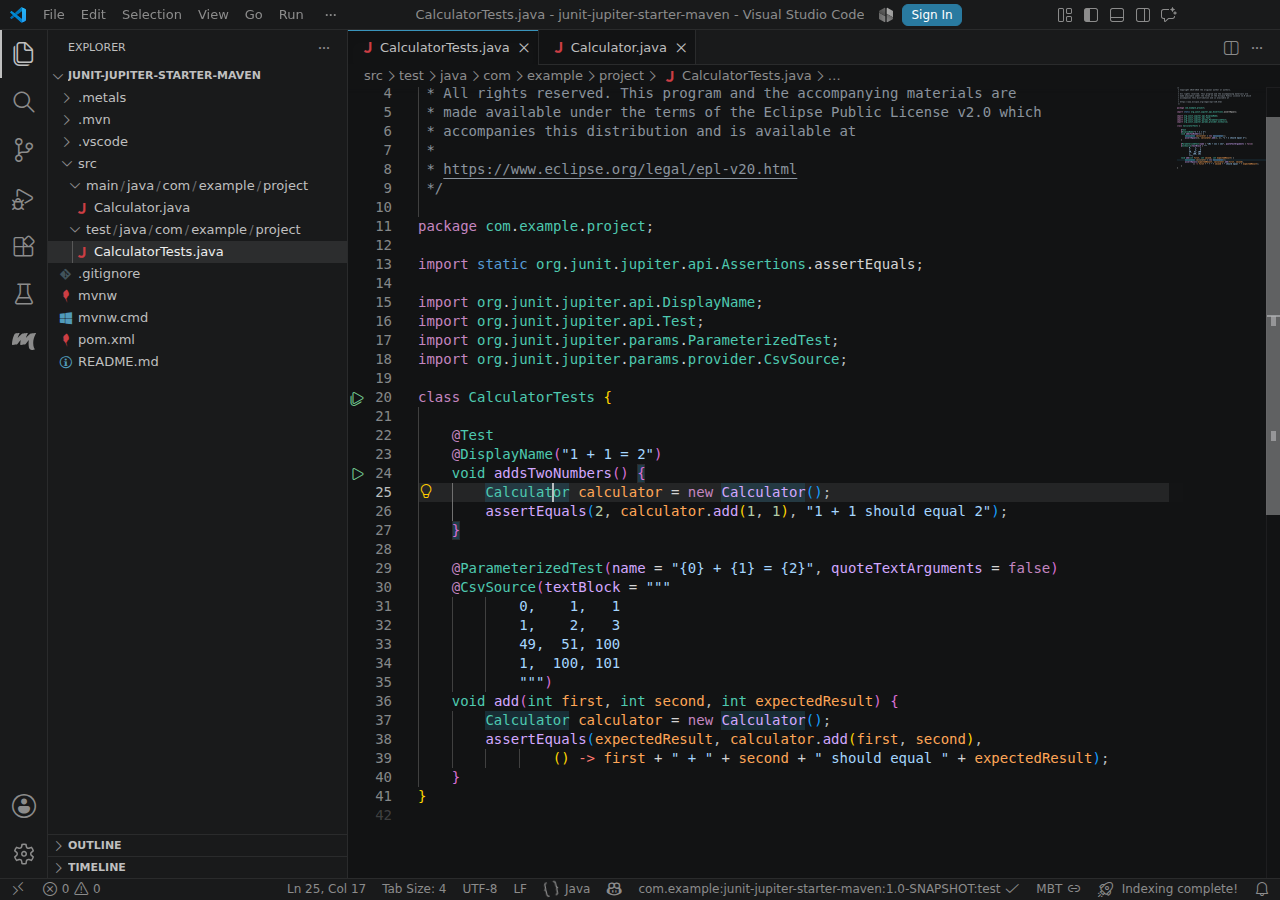 File Edit Selection View Go Run ··· CalculatorTests.java - junit-jupiter-starter-maven - Visual Studio Code Sign In
EXPLORER ···
JUNIT-JUPITER-STARTER-MAVEN
.metals
.mvn
.vscode
src
main/java/com/example/project
Calculator.java
test/java/com/example/project
CalculatorTests.java
.gitignore
mvnw
mvnw.cmd
pom.xml
README.md
OUTLINE
TIMELINE
CalculatorTests.java Calculator.java ···
src > test > java > com > example > project > CalculatorTests.java > ...
4 * All rights reserved. This program and the accompanying materials are
5 * made available under the terms of the Eclipse Public License v2.0 which
6 * accompanies this distribution and is available at
7 *
8 * https://www.eclipse.org/legal/epl-v20.html
9 */
10
11 package com.example.project;
12
13 import static org.junit.jupiter.api.Assertions.assertEquals;
14
15 import org.junit.jupiter.api.DisplayName;
16 import org.junit.jupiter.api.Test;
17 import org.junit.jupiter.params.ParameterizedTest;
18 import org.junit.jupiter.params.provider.CsvSource;
19
20 class CalculatorTests {
21
22 @Test
23 @DisplayName("1 + 1 = 2")
24 void addsTwoNumbers() {
25 Calculator calculator = new Calculator();
26 assertEquals(2, calculator.add(1, 1), "1 + 1 should equal 2");
27 }
28
29 @ParameterizedTest(name = "{0} + {1} = {2}", quoteTextArguments = false)
30 @CsvSource(textBlock = """
31 0, 1, 1
32 1, 2, 3
33 49, 51, 100
34 1, 100, 101
35 """)
36 void add(int first, int second, int expectedResult) {
37 Calculator calculator = new Calculator();
38 assertEquals(expectedResult, calculator.add(first, second),
39 () -> first + " + " + second + " should equal " + expectedResult);
40 }
41 }
42
0 0 Ln 25, Col 17 Tab Size: 4 UTF-8 LF {} Java com.example:junit-jupiter-starter-maven:1.0-SNAPSHOT:test MBT Indexing complete!